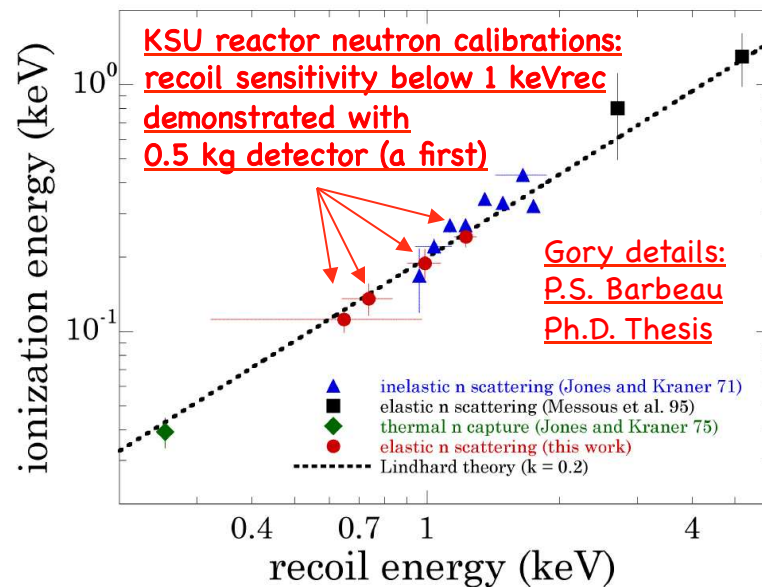 KSU reactor neutron calibrations:
recoil sensitivity below 1 keVrec
demonstrated with
0.5 kg detector (a first)
Gory details:
P.S. Barbeau
Ph.D. Thesis
inelastic n scattering (Jones and Kraner 71)
elastic n scattering (Messous et al. 95)
thermal n capture (Jones and Kraner 75)
elastic n scattering (this work)
Lindhard theory (k = 0.2)
ionization energy (keV)
10⁰
10⁻¹
0.4 0.7 1 4
recoil energy (keV)